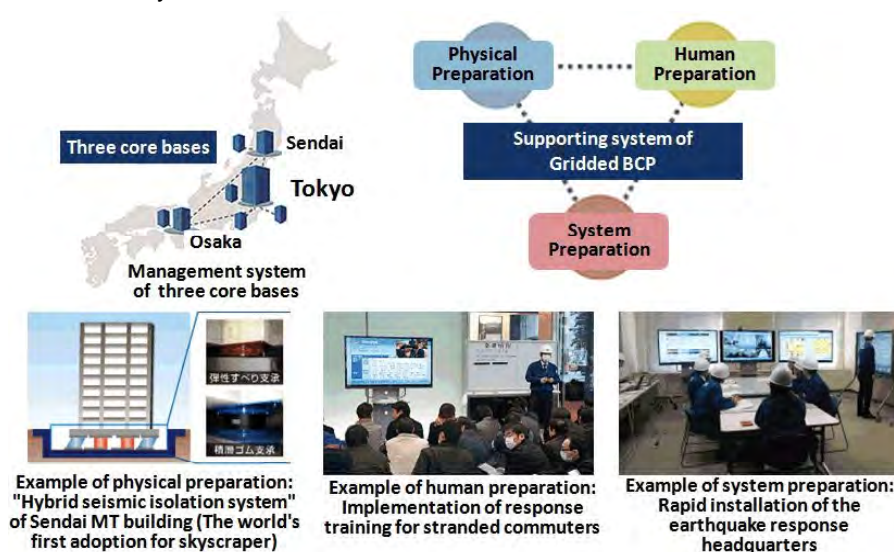 Physical
Preparation
Human
Preparation
Three core bases
Sendai
Supporting system of
Gridded BCP
Tokyo
System
Preparation
Osaka
Management system
of three core bases
弾性すべり支承
積層ゴム支承
Example of physical preparation:
"Hybrid seismic isolation system"
of Sendai MT building (The world's
first adoption for skyscraper)
Example of human preparation:
Implementation of response
training for stranded commuters
Example of system preparation:
Rapid installation of the
earthquake response
headquarters